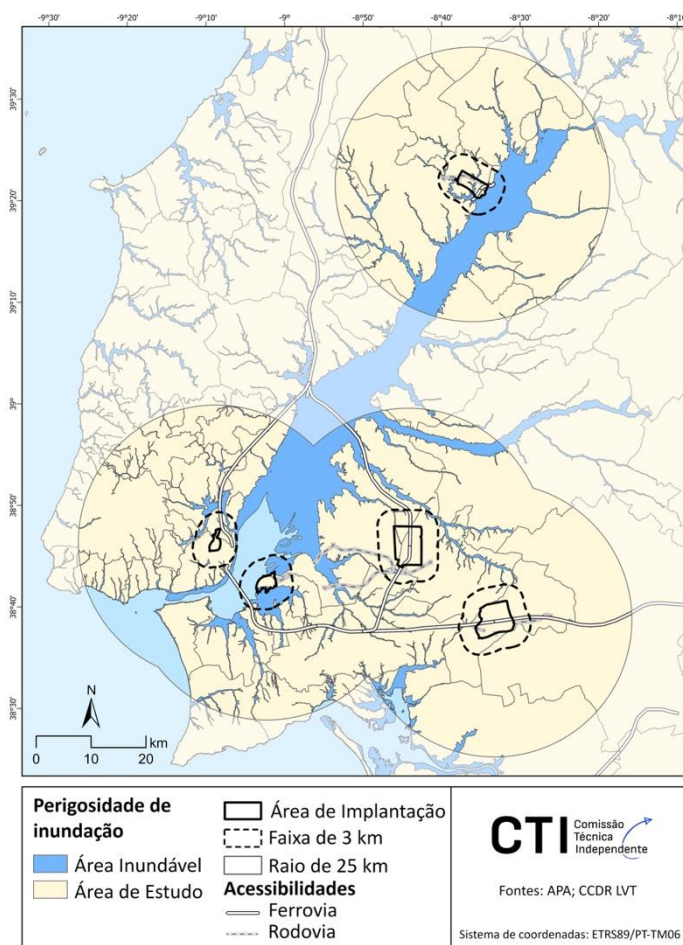 -9°30' -9°20' -9°10' -9° -8°50' -8°40' -8°30' -8°20' -8°10'
39°30'
39°20'
39°10'
39°
38°50'
38°40'
38°30'
N
0 10 20 km
Perigosidade de
inundação
Área Inundável
Área de Estudo
Área de Implantação
Faixa de 3 km
Raio de 25 km
Acessibilidades
Ferrovia
Rodovia
CTI Comissão
Técnica
Independente
Fontes: APA; CCDR LVT
Sistema de coordenadas: ETRS89/PT-TM06